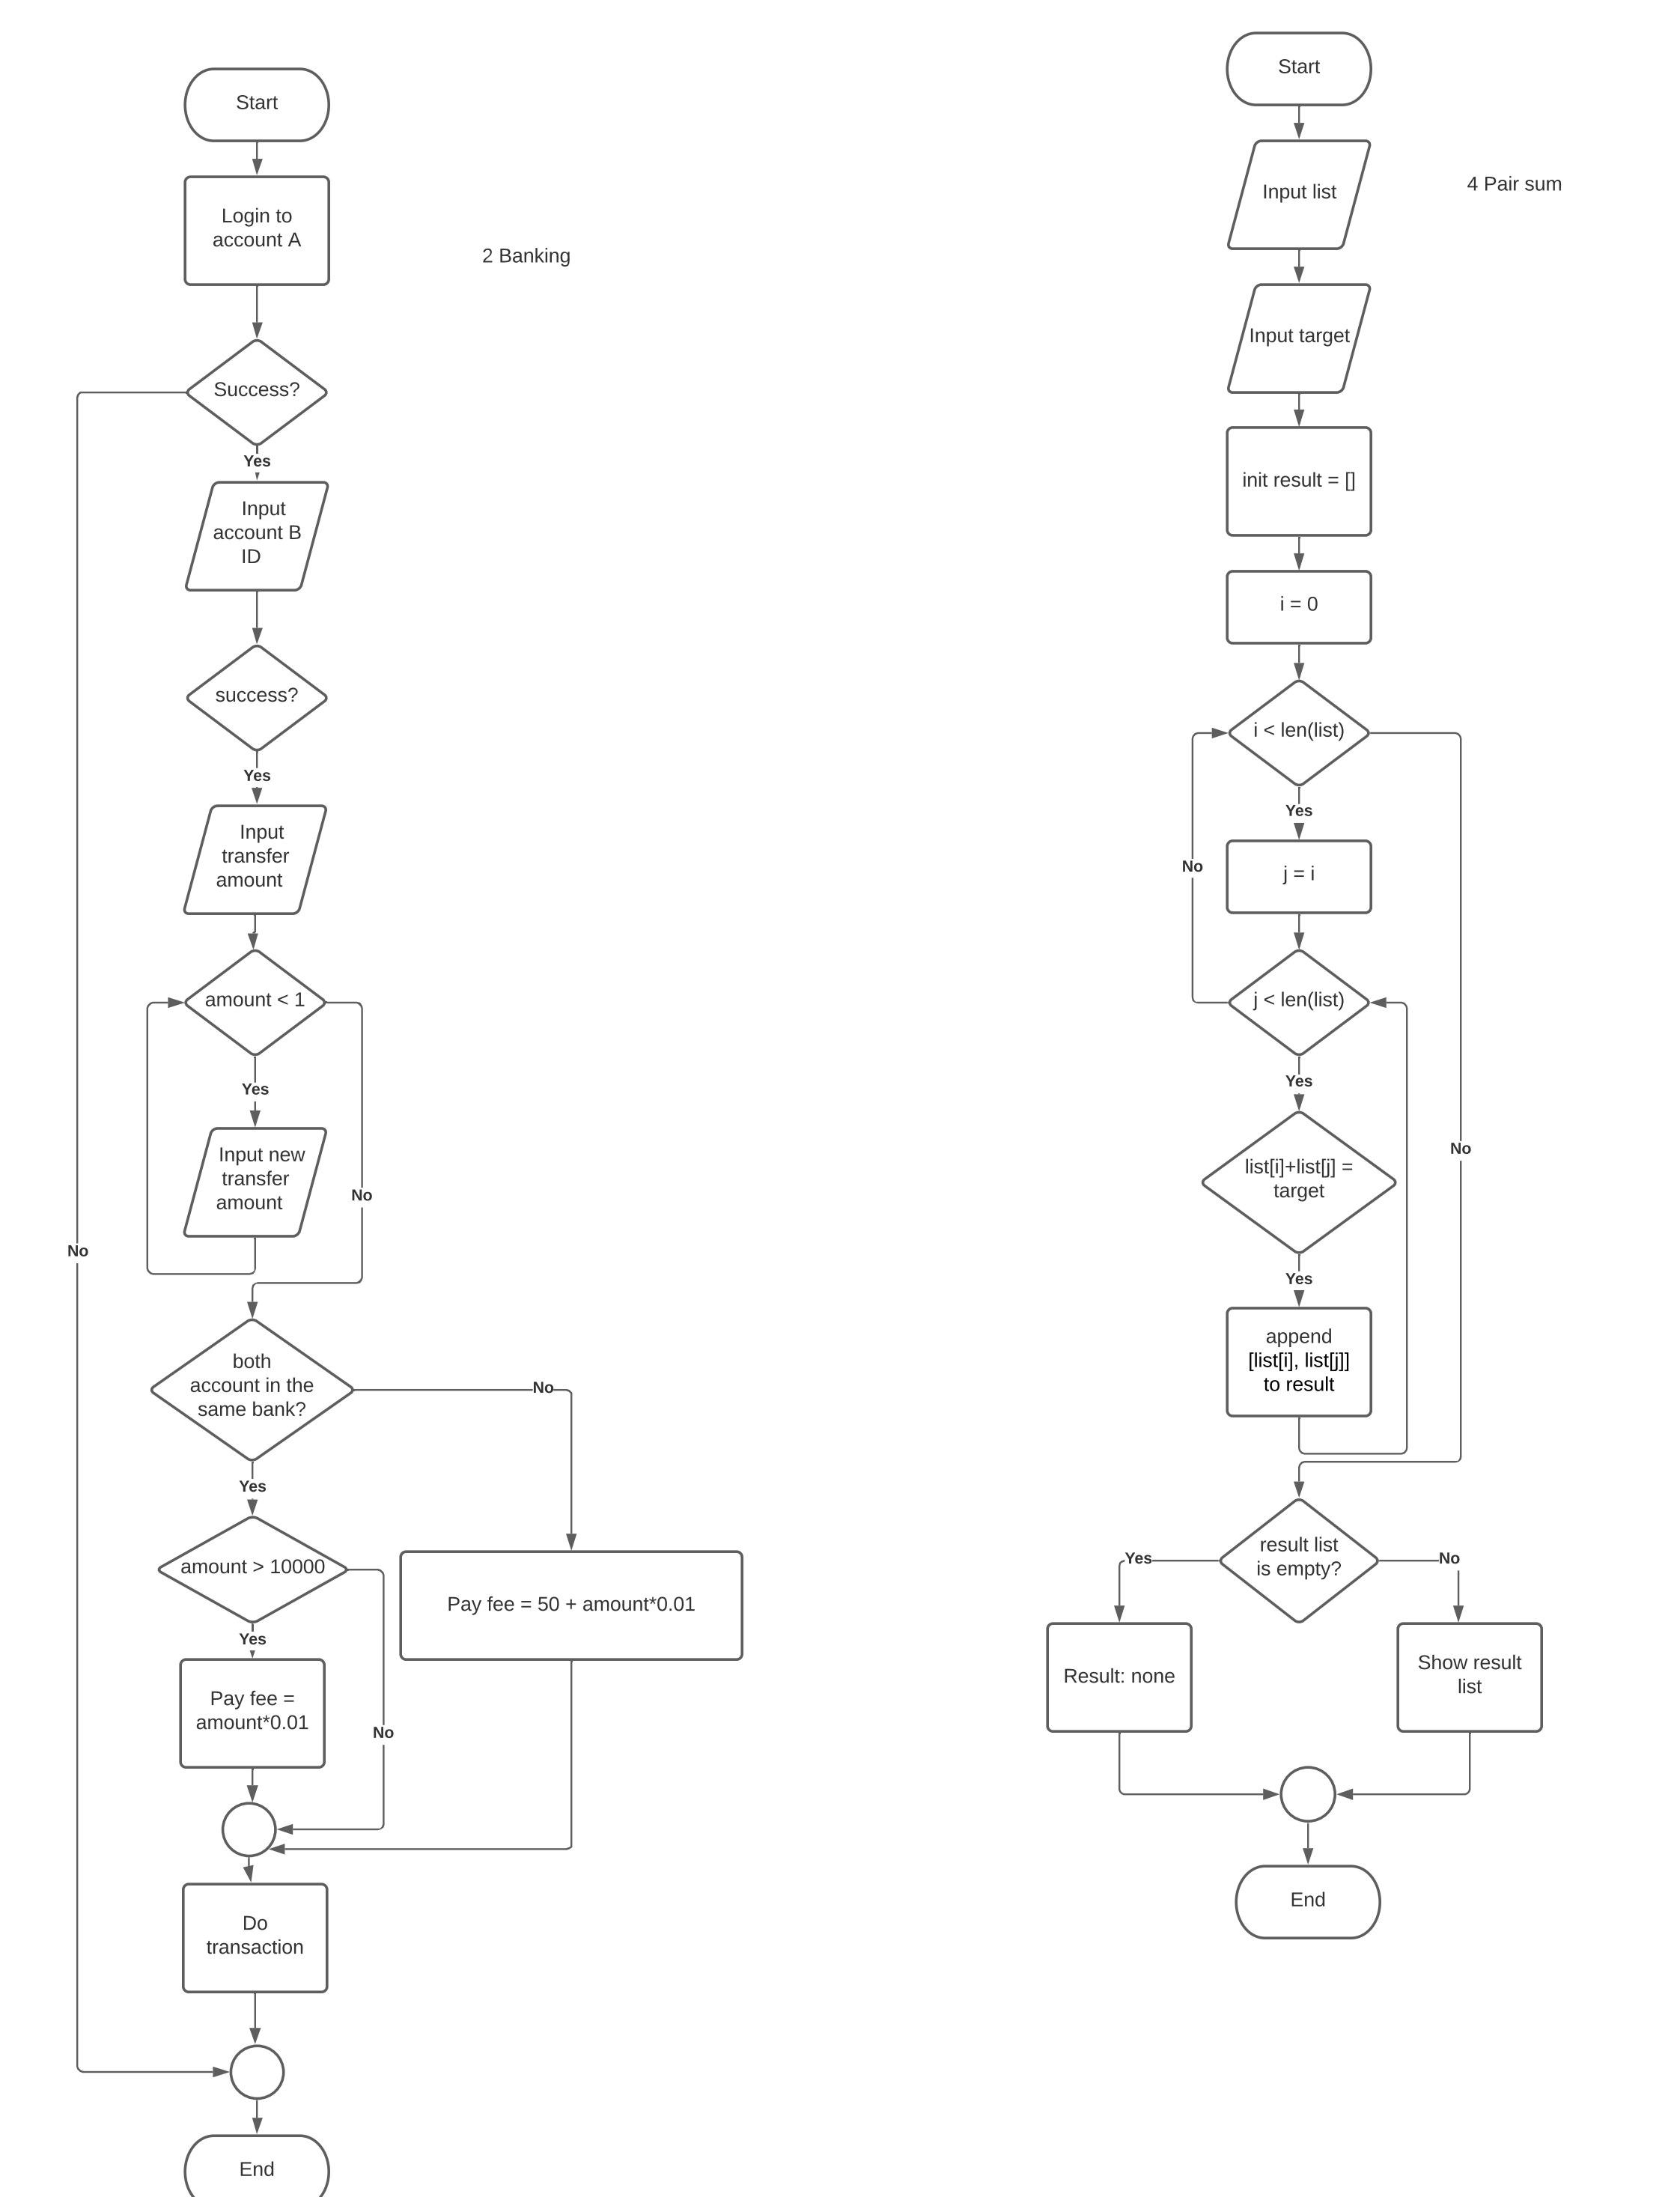 Start
Login to
account A
2 Banking
Success?
Yes
Input
account B
ID
success?
Yes
Input
transfer
amount
amount < 1
Yes
Input new
transfer
amount
No
No
both
account in the
same bank?
No
Yes
amount > 10000
Yes
Pay fee = 50 + amount*0.01
Pay fee =
amount*0.01
No
Do
transaction
End
Start
Input list
4 Pair sum
Input target
init result = []
i = 0
i < len(list)
Yes
No
j = i
j < len(list)
Yes
No
list[i]+list[j] =
target
Yes
append
[list[i], list[j]]
to result
result list
is empty?
Yes
No
Result: none
Show result
list
End